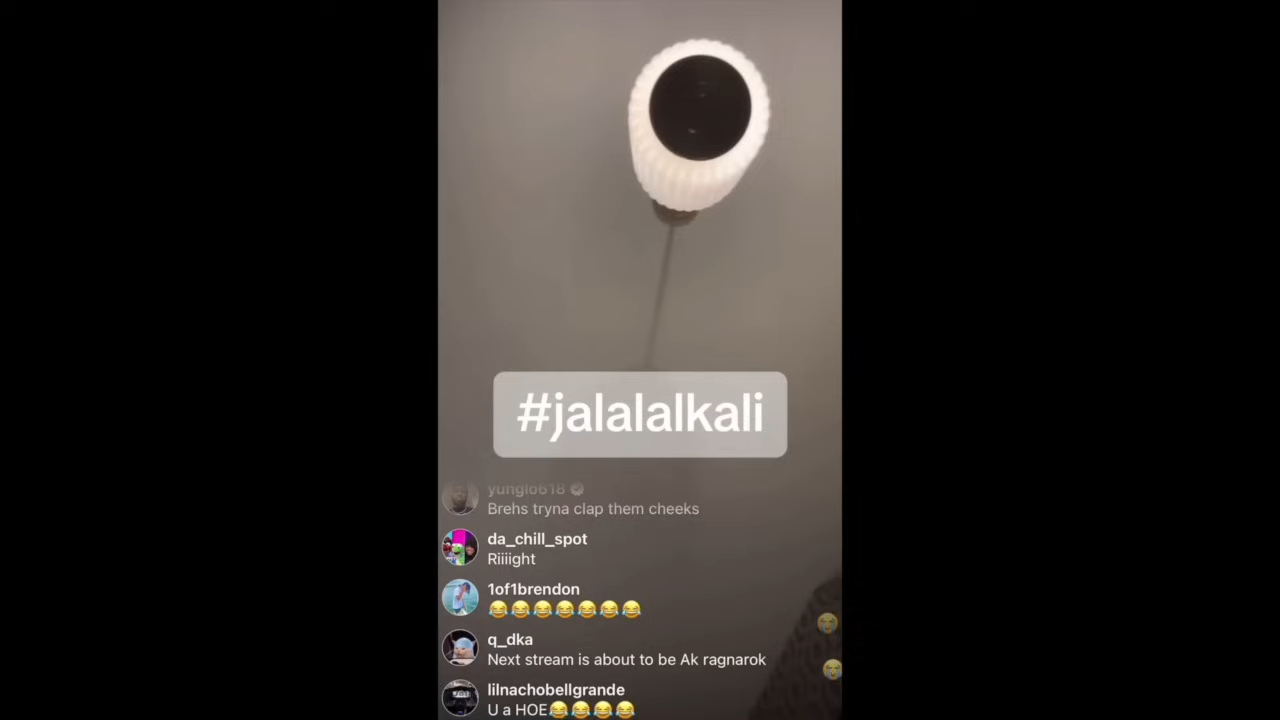 #jalalalkali
yunglo618
Brehs tryna clap them cheeks
da_chill_spot
Riiiight
1of1brendon
😂😂😂😂😂😂😂
q_dka
Next stream is about to be Ak ragnarok
lilnachobellgrande
U a HOE😂😂😂😂